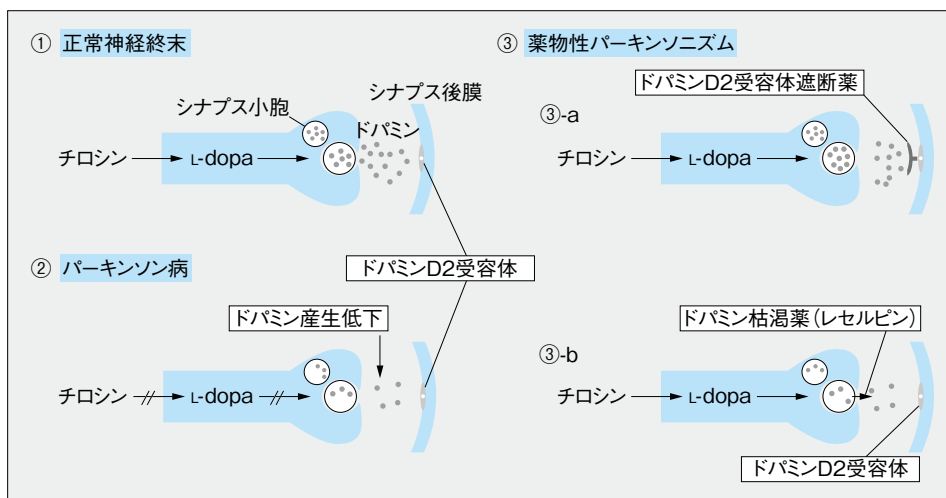 ① 正常神経終末
シナプス小胞
シナプス後膜
ドパミン
チロシン
L-dopa
② パーキンソン病
ドパミンD2受容体
ドパミン産生低下
チロシン
L-dopa
③ 薬物性パーキンソニズム
ドパミンD2受容体遮断薬
③-a
チロシン
L-dopa
ドパミン枯渇薬(レセルピン)
③-b
チロシン
L-dopa
ドパミンD2受容体